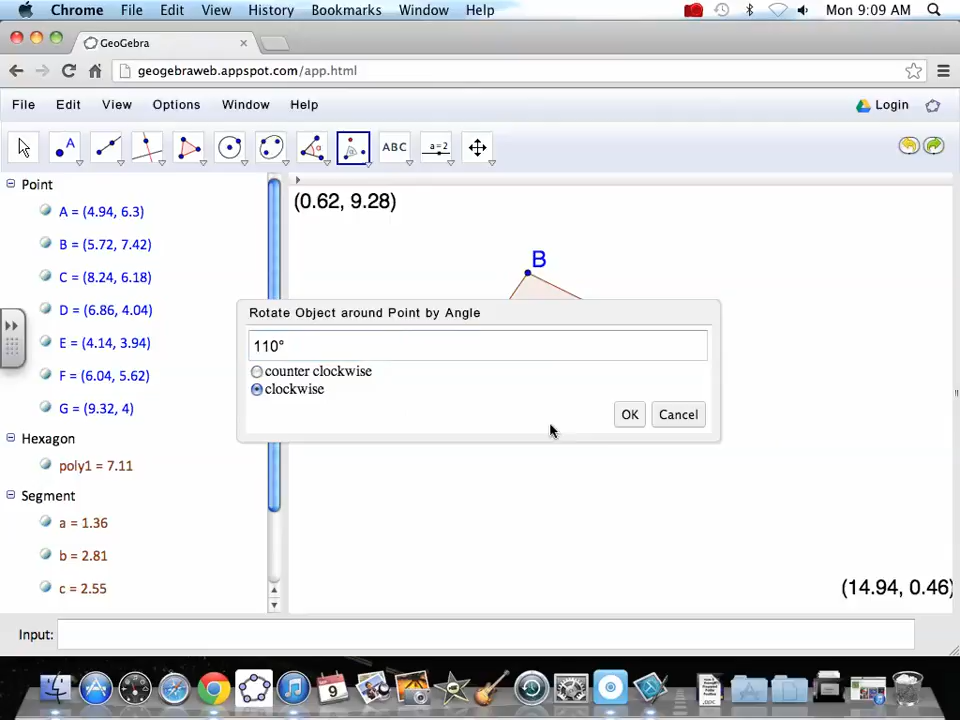 Chrome File Edit View History Bookmarks Window Help Mon 9:09 AM
GeoGebra
geogebraweb.appspot.com/app.html
File Edit View Options Window Help Login
A ABC a=2
Point
A = (4.94, 6.3)
B = (5.72, 7.42)
C = (8.24, 6.18)
D = (6.86, 4.04)
E = (4.14, 3.94)
F = (6.04, 5.62)
G = (9.32, 4)
Hexagon
poly1 = 7.11
Segment
a = 1.36
b = 2.81
c = 2.55
(0.62, 9.28)
B
Rotate Object around Point by Angle
110°
counter clockwise
clockwise
OK Cancel
(14.94, 0.46)
Input: